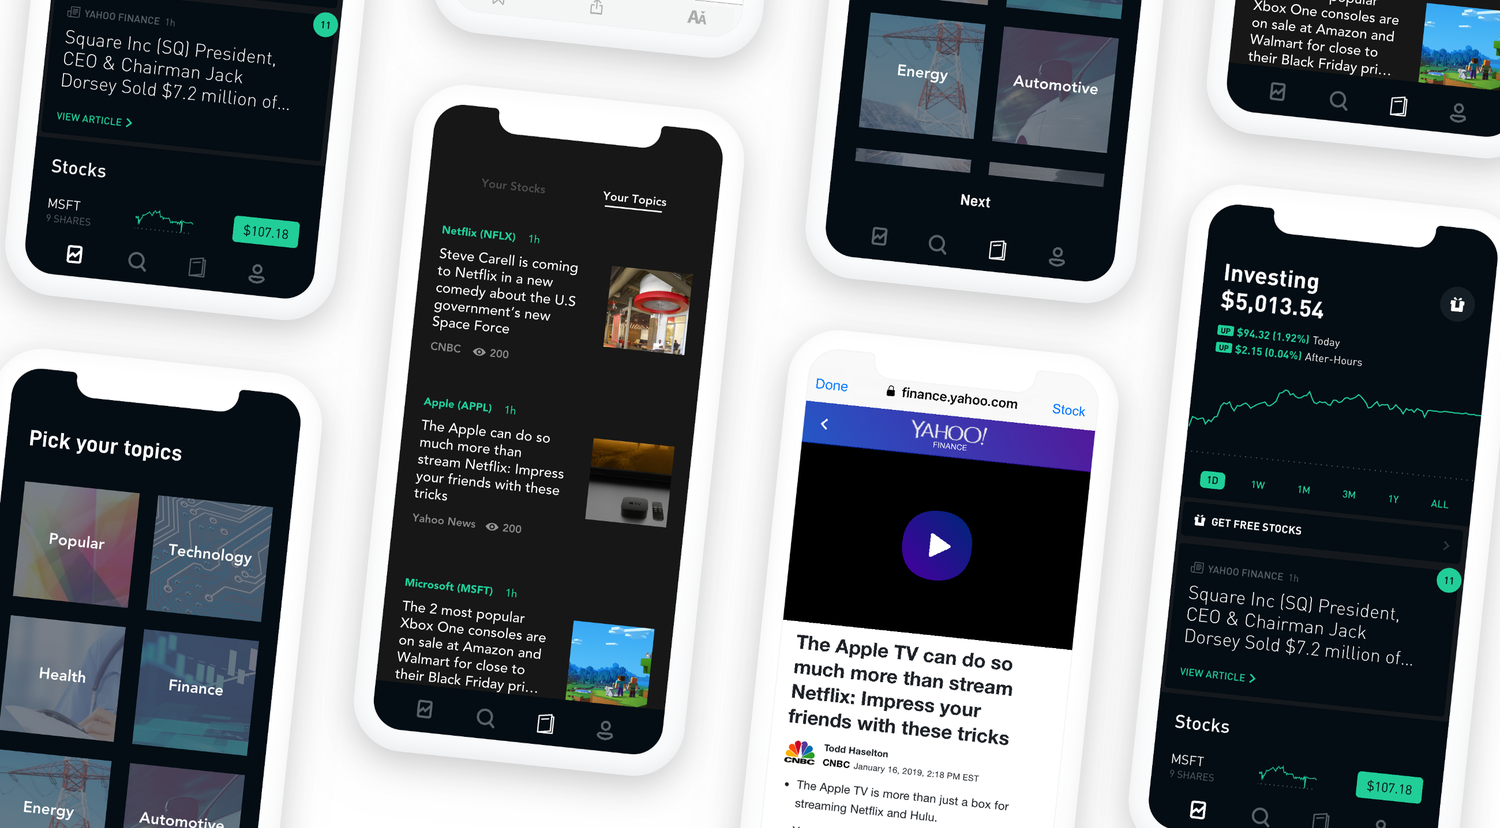 YAHOO FINANCE 1h
11
Square Inc (SQ) President,
CEO & Chairman Jack
Dorsey Sold $7.2 million of...
VIEW ARTICLE >
Stocks
MSFT
9 SHARES
$107.18
Pick your topics
Popular
Technology
Health
Finance
Energy
Automotive
AA
Your Stocks
Your Topics
Netflix (NFLX) 1h
Steve Carell is coming
to Netflix in a new
comedy about the U.S
government's new
Space Force
CNBC 200
Apple (APPL) 1h
The Apple can do so
much more than
stream Netflix: Impress
your friends with these
tricks
Yahoo News 200
Microsoft (MSFT) 1h
The 2 most popular
Xbox One consoles are
on sale at Amazon and
Walmart for close to
their Black Friday pri...
Energy
Automotive
Next
Done
finance.yahoo.com
Stock
YAHOO!
FINANCE
The Apple TV can do so
much more than stream
Netflix: Impress your
friends with these tricks
CNBC
Todd Haselton
CNBC January 16, 2019, 2:18 PM EST
• The Apple TV is more than just a box for
streaming Netflix and Hulu.
popular
Xbox One consoles are
on sale at Amazon and
Walmart for close to
their Black Friday pri...
Investing
$5,013.54
UP $94.32 (1.92%) Today
UP $2.15 (0.04%) After-Hours
1D 1W 1M 3M 1Y ALL
GET FREE STOCKS
YAHOO FINANCE 1h
11
Square Inc (SQ) President,
CEO & Chairman Jack
Dorsey Sold $7.2 million of...
VIEW ARTICLE >
Stocks
MSFT
9 SHARES
$107.18